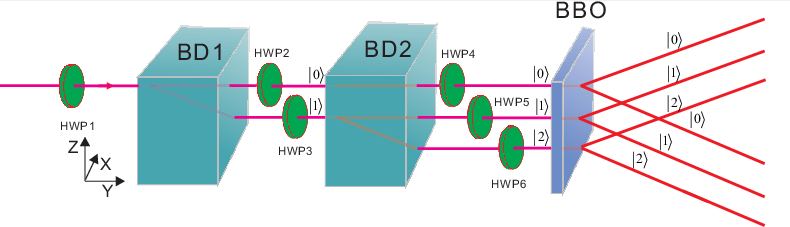 BBO
BD1
BD2
HWP2
HWP4
|0⟩
|0⟩
|0⟩
|1⟩
|1⟩
HWP5
|1⟩
|2⟩
|0⟩
HWP1
HWP3
|2⟩
|1⟩
|2⟩
HWP6
Z
X
Y